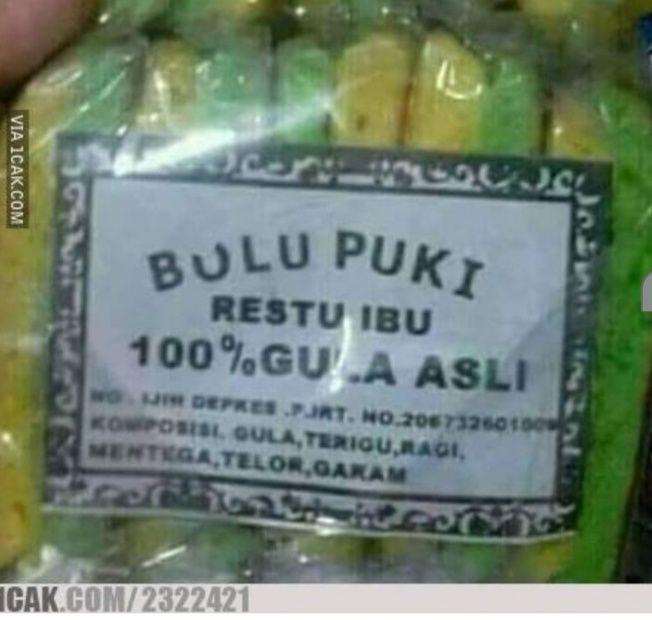 VIA 1CAK.COM
BULU PUKI
RESTU IBU
100% GULA ASLI
NO. IJIN DEPKES .P.IRT. NO.206732601009
KOMPOSISI. GULA,TERIGU,RAGI,
MENTEGA,TELOR,GARAM
1CAK.COM/2322421